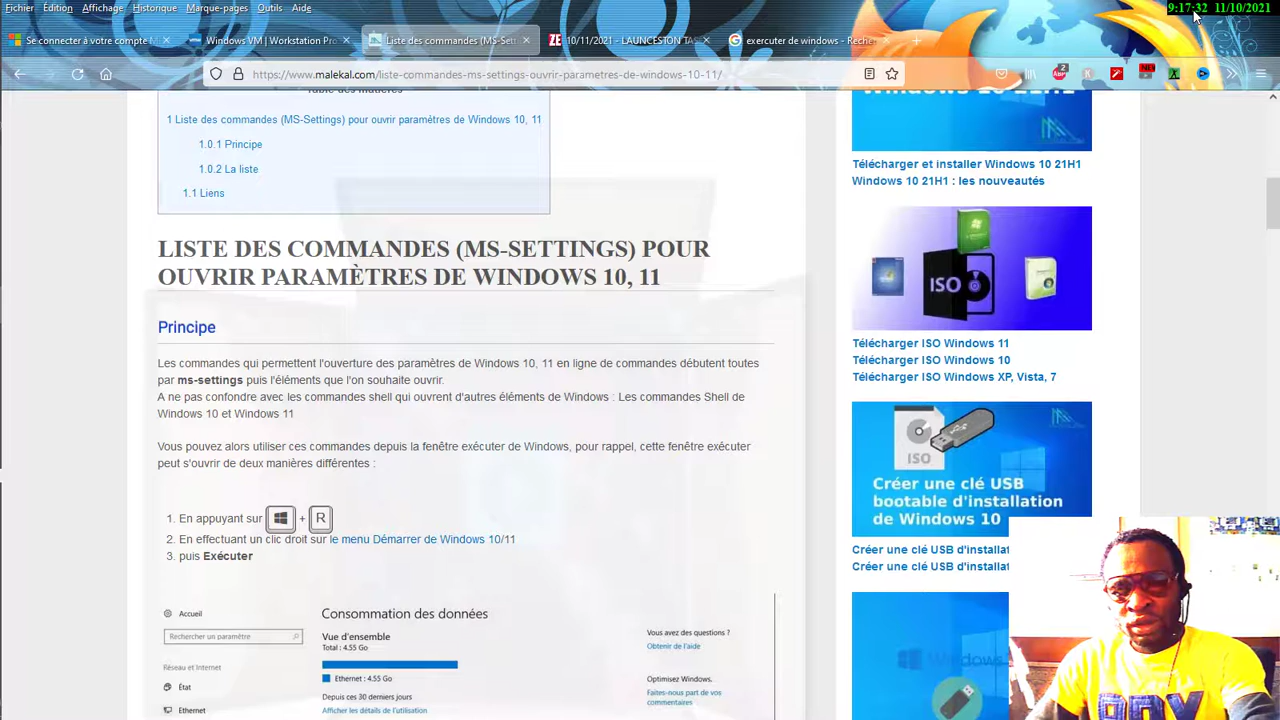 Fichier Édition Affichage Historique Marque-pages Outils Aide
9:17:32 11/10/2021
Se connecter à votre compte
Windows VM | Workstation Pro
Liste des commandes (MS-Sett
10/11/2021 - LAUNCESTON TAS
exercuter de windows - Reche
https://www.malekal.com/liste-commandes-ms-settings-ouvrir-parametres-de-windows-10-11/
Table des matières
1 Liste des commandes (MS-Settings) pour ouvrir paramètres de Windows 10, 11
1.0.1 Principe
1.0.2 La liste
1.1 Liens
LISTE DES COMMANDES (MS-SETTINGS) POUR
OUVRIR PARAMÈTRES DE WINDOWS 10, 11
Principe
Les commandes qui permettent l'ouverture des paramètres de Windows 10, 11 en ligne de commandes débutent toutes
par ms-settings puis l'éléments que l'on souhaite ouvrir.
A ne pas confondre avec les commandes shell qui ouvrent d'autres éléments de Windows : Les commandes Shell de
Windows 10 et Windows 11
Vous pouvez alors utiliser ces commandes depuis la fenêtre exécuter de Windows, pour rappel, cette fenêtre exécuter
peut s'ouvrir de deux manières différentes :
1. En appuyant sur + R
2. En effectuant un clic droit sur le menu Démarrer de Windows 10/11
3. puis Exécuter
Accueil
Rechercher un paramètre
Réseau et Internet
État
Ethernet
Consommation des données
Vue d'ensemble
Total : 4.55 Go
Ethernet : 4.55 Go
Depuis ces 30 derniers jours
Afficher les détails de l'utilisation
Vous avez des questions ?
Obtenir de l'aide
Optimisez Windows.
Faites-nous part de vos
commentaires
Windows 10 21H1
Télécharger et installer Windows 10 21H1
Windows 10 21H1 : les nouveautés
ISO
Télécharger ISO Windows 11
Télécharger ISO Windows 10
Télécharger ISO Windows XP, Vista, 7
ISO
Créer une clé USB
bootable d'installation
de Windows 10
Créer une clé USB d'installat
Créer une clé USB d'installat
Windows